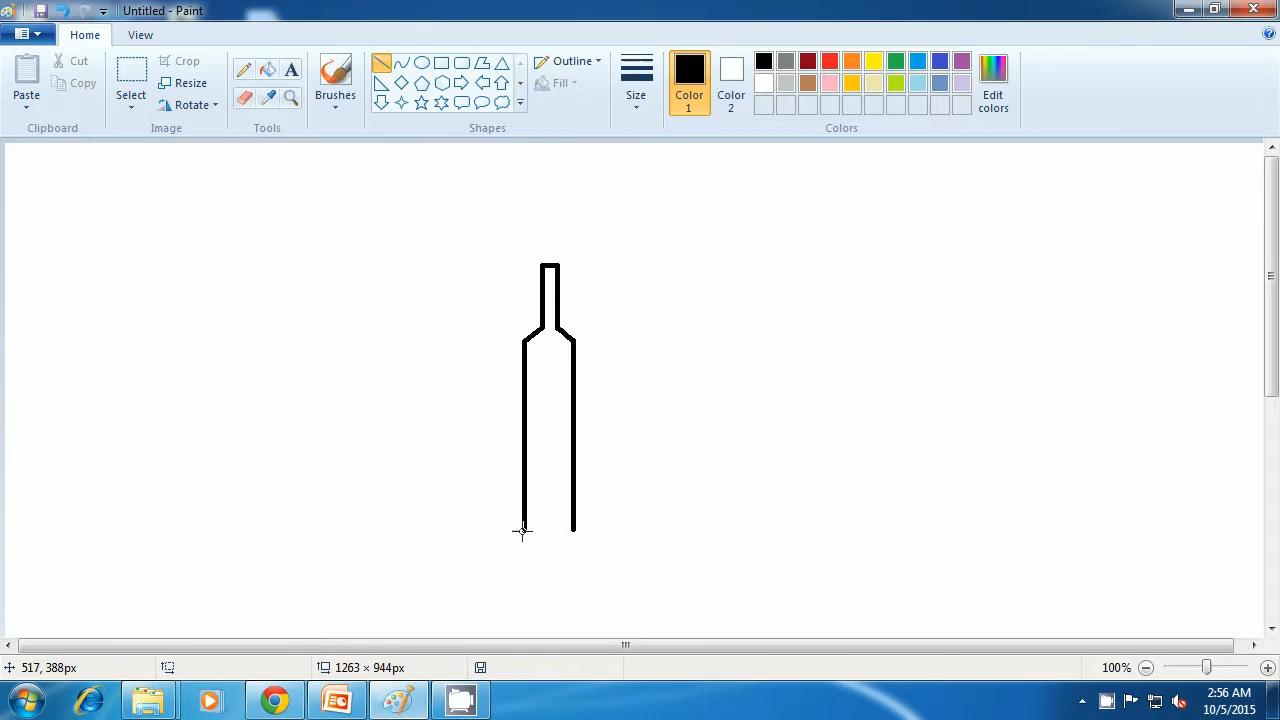 Untitled - Paint
Home View
Paste
Cut
Copy
Clipboard
Select
Crop
Resize
Rotate
Image
A
Tools
Brushes
Shapes
Outline
Fill
Size
Color
1
Color
2
Edit
colors
Colors
517, 388px
1263 × 944px
100%
2:56 AM
10/5/2015